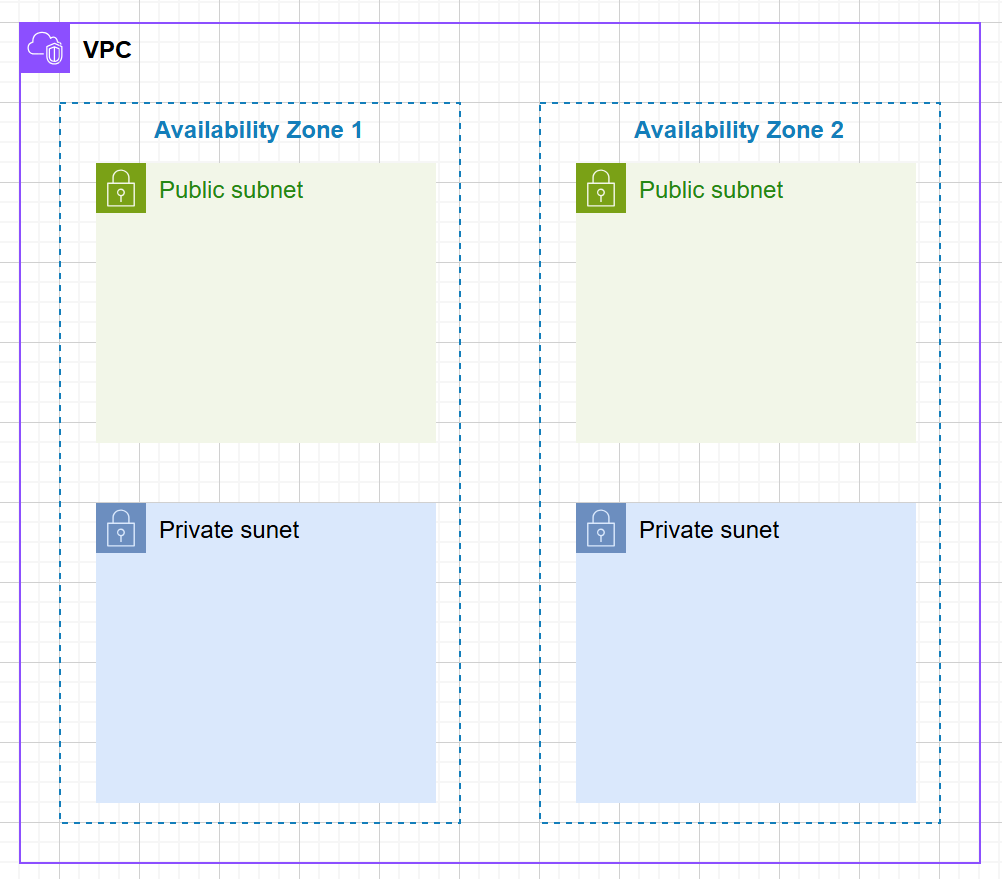 VPC
Availability Zone 1
Availability Zone 2
Public subnet
Public subnet
Private sunet
Private sunet